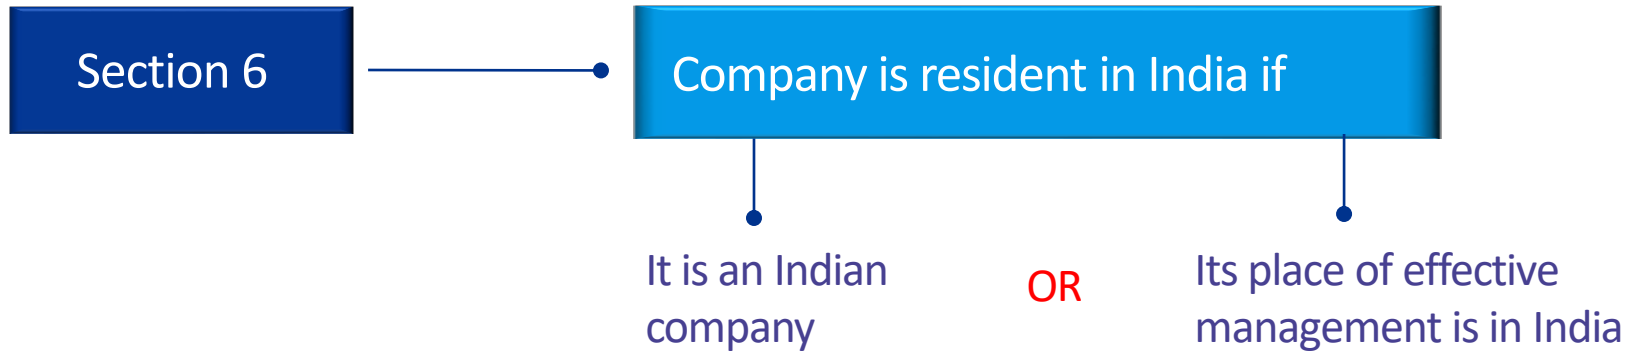 Section 6
Company is resident in India if
It is an Indian
company
OR
Its place of effective
management is in India